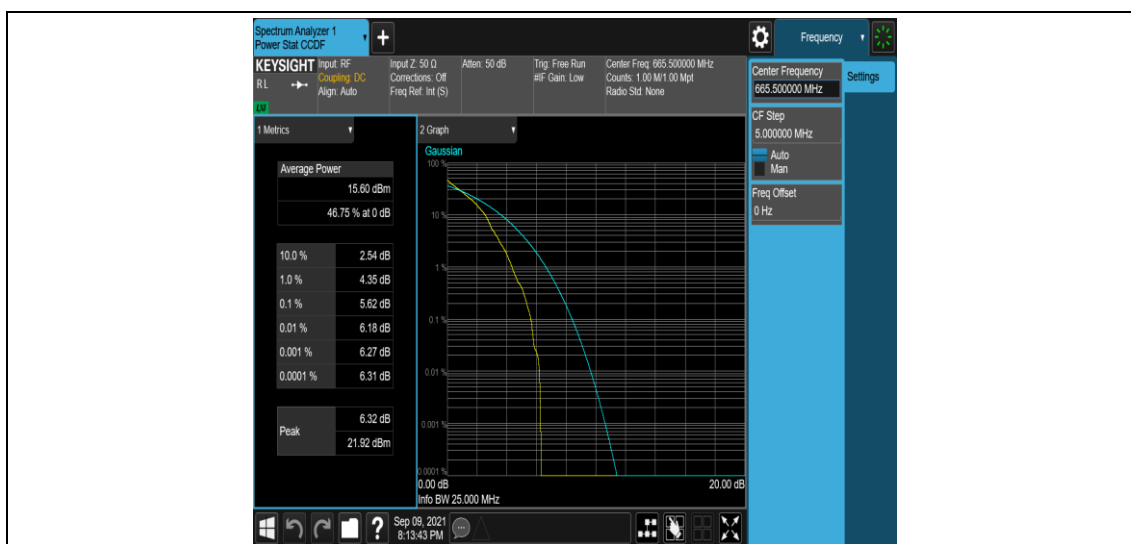 Spectrum Analyzer 1
Power Stat CCDF
+
Frequency
KEYSIGHT
RL
LXI
Input: RF
Coupling: DC
Align: Auto
Input Z: 50 Ω
Corrections: Off
Freq Ref: Int (S)
Atten: 50 dB
Trig: Free Run
#IF Gain: Low
Center Freq: 665.500000 MHz
Counts: 1.00 M/1.00 Mpt
Radio Std: None
Center Frequency
665.500000 MHz
Settings
CF Step
5.000000 MHz
Auto
Man
Freq Offset
0 Hz
1 Metrics
Average Power
15.60 dBm
46.75 % at 0 dB
10.0 % 2.54 dB
1.0 % 4.35 dB
0.1 % 5.62 dB
0.01 % 6.18 dB
0.001 % 6.27 dB
0.0001 % 6.31 dB
Peak
6.32 dB
21.92 dBm
2 Graph
Gaussian
100 %
10 %
1 %
0.1 %
0.01 %
0.001 %
0.0001 %
0.00 dB 20.00 dB
Info BW 25.000 MHz
?
Sep 09, 2021
8:13:43 PM